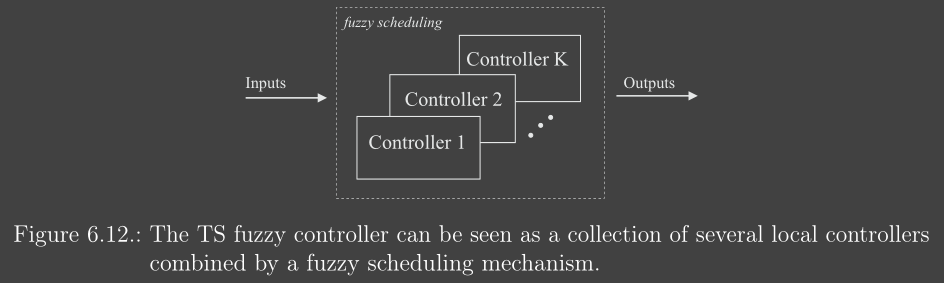 fuzzy scheduling
Controller K
Inputs
Outputs
Controller 2
Controller 1
Figure 6.12.: The TS fuzzy controller can be seen as a collection of several local controllers
combined by a fuzzy scheduling mechanism.